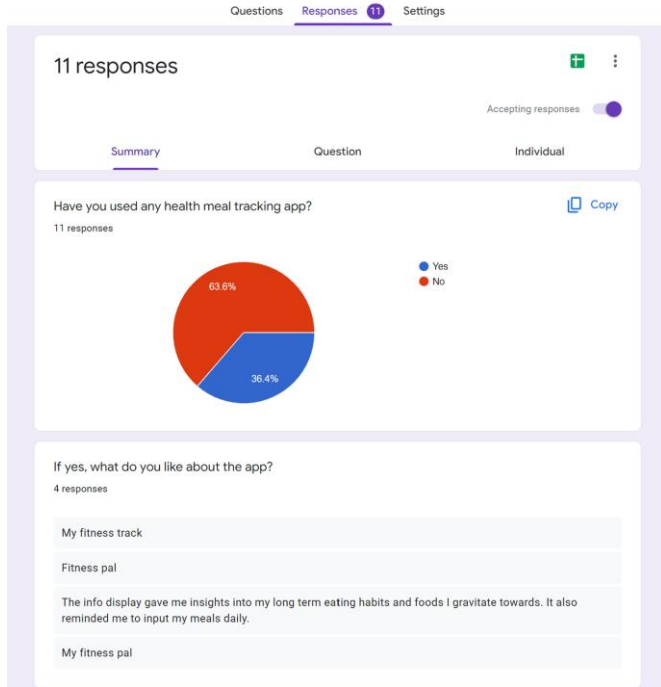 Questions Responses 11 Settings
11 responses
Accepting responses
Summary Question Individual
Have you used any health meal tracking app?
Copy
11 responses
Yes
No
63.6%
36.4%
If yes, what do you like about the app?
4 responses
My fitness track
Fitness pal
The info display gave me insights into my long term eating habits and foods I gravitate towards. It also
reminded me to input my meals daily.
My fitness pal